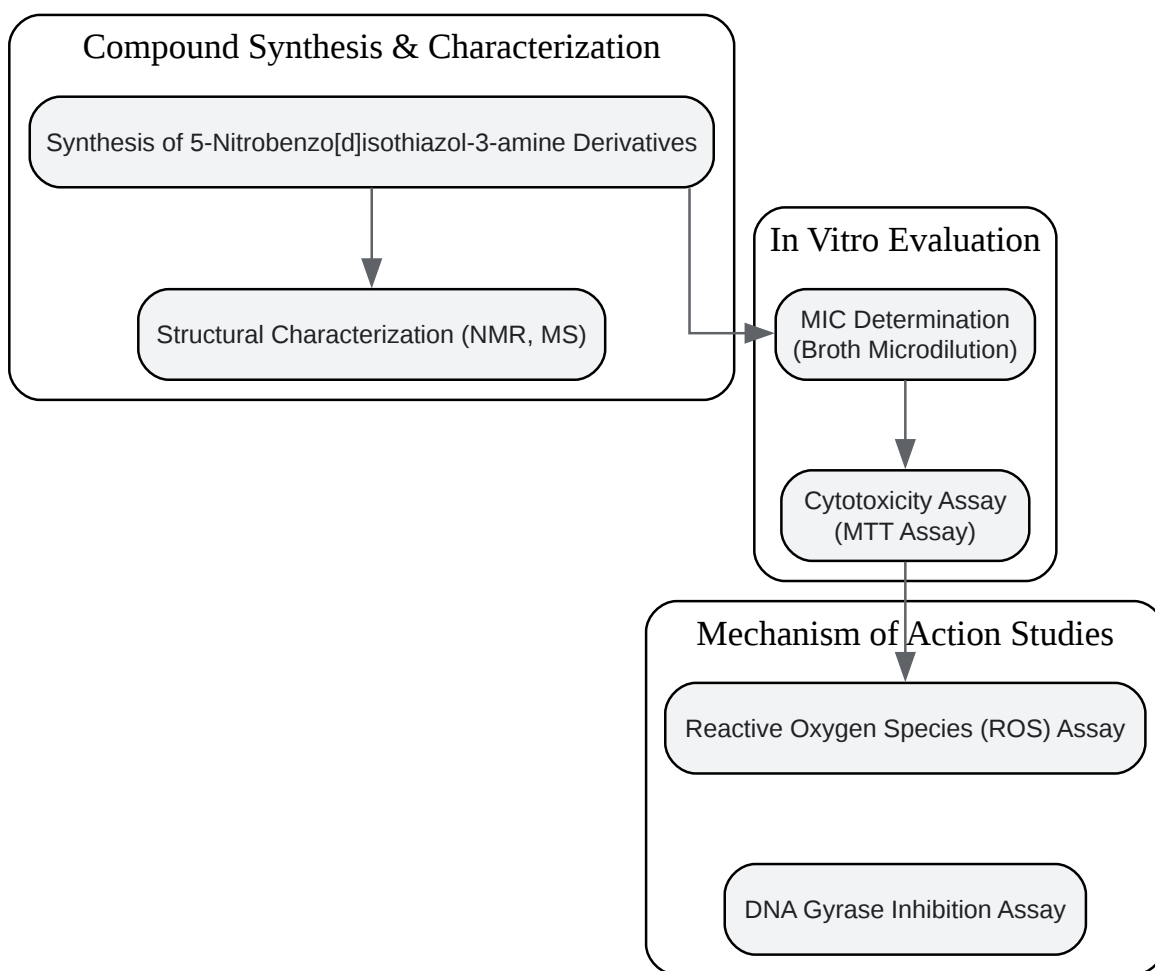 Compound Synthesis & Characterization
Synthesis of 5-Nitrobenzo[d]isothiazol-3-amine Derivatives
Structural Characterization (NMR, MS)
In Vitro Evaluation
MIC Determination
(Broth Microdilution)
Cytotoxicity Assay
(MTT Assay)
Mechanism of Action Studies
Reactive Oxygen Species (ROS) Assay
DNA Gyrase Inhibition Assay